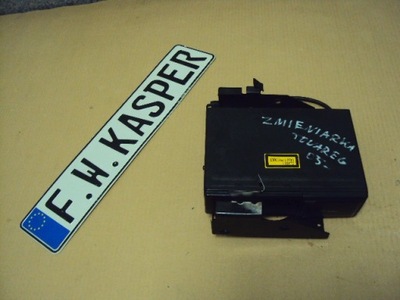 F.W.KASPER
ZMIENIARKA
TOUAREG
03-